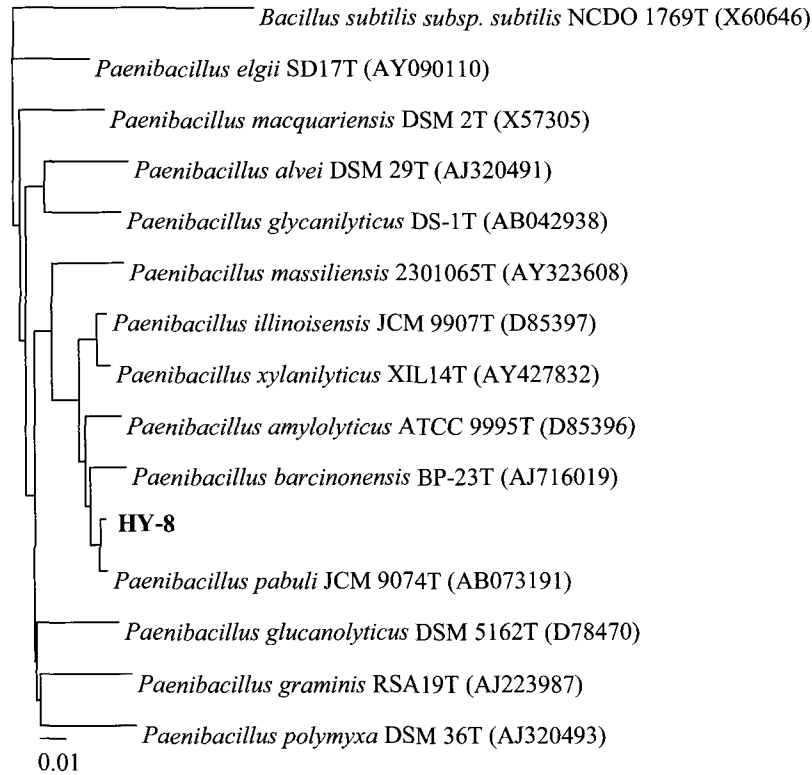 Bacillus subtilis subsp. subtilis NCDO 1769T (X60646)
Paenibacillus elgii SD17T (AY090110)
Paenibacillus macquariensis DSM 2T (X57305)
Paenibacillus alvei DSM 29T (AJ320491)
Paenibacillus glycanilyticus DS-1T (AB042938)
Paenibacillus massiliensis 2301065T (AY323608)
Paenibacillus illinoisensis JCM 9907T (D85397)
Paenibacillus xylanilyticus XIL14T (AY427832)
Paenibacillus amylolyticus ATCC 9995T (D85396)
Paenibacillus barcinonensis BP-23T (AJ716019)
HY-8
Paenibacillus pabuli JCM 9074T (AB073191)
Paenibacillus glucanolyticus DSM 5162T (D78470)
Paenibacillus graminis RSA19T (AJ223987)
Paenibacillus polymyxa DSM 36T (AJ320493)
0.01